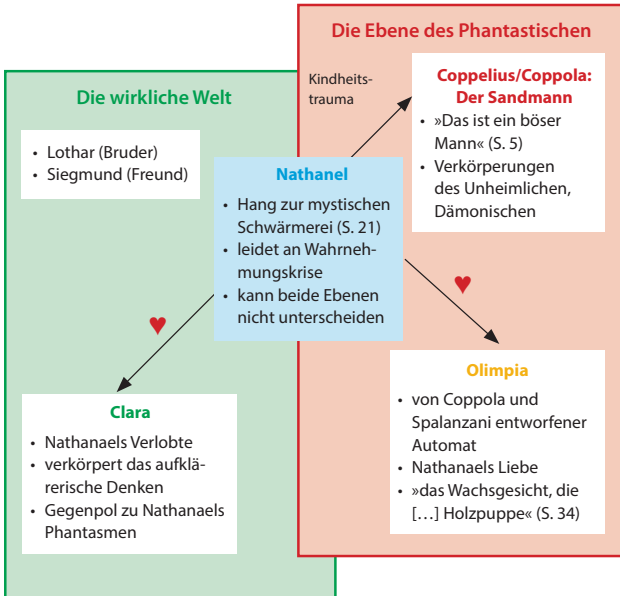 Die Ebene des Phantastischen
Die wirkliche Welt
Kindheits-
trauma
Coppelius/Coppola:
Der Sandmann
• »Das ist ein böser
Mann« (S. 5)
• Verkörperungen
des Unheimlichen,
Dämonischen
• Lothar (Bruder)
• Siegmund (Freund)
Nathanel
• Hang zur mystischen
Schwärmerei (S. 21)
• leidet an Wahrneh-
mungskrise
• kann beide Ebenen
nicht unterscheiden
Clara
• Nathanaels Verlobte
• verkörpert das aufklä-
rerische Denken
• Gegenpol zu Nathanaels
Phantasmen
Olimpia
• von Coppola und
Spalanzani entworfener
Automat
• Nathanaels Liebe
• »das Wachsgesicht, die
[…] Holzpuppe« (S. 34)